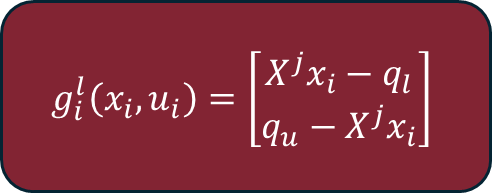 g_i^l(x_i, u_i) = [X^j x_i − q_l
q_u − X^j x_i]